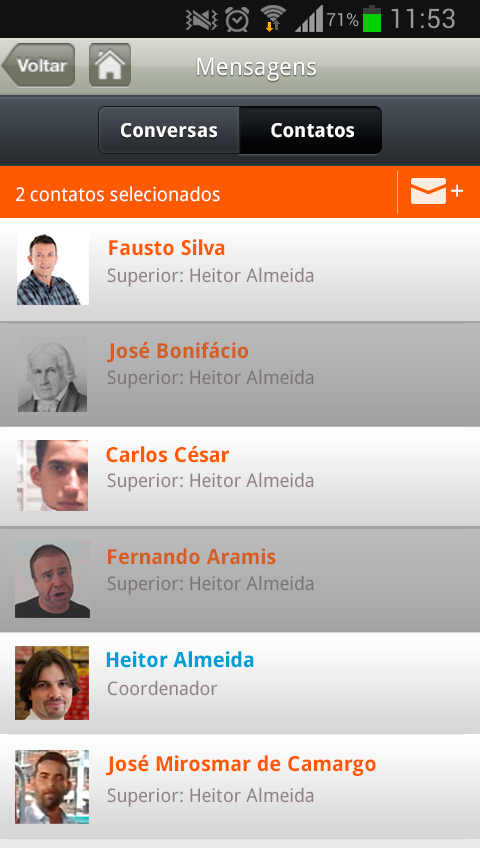 71% 11:53
Voltar Mensagens
Conversas Contatos
2 contatos selecionados +
Fausto Silva
Superior: Heitor Almeida
José Bonifácio
Superior: Heitor Almeida
Carlos César
Superior: Heitor Almeida
Fernando Aramis
Superior: Heitor Almeida
Heitor Almeida
Coordenador
José Mirosmar de Camargo
Superior: Heitor Almeida